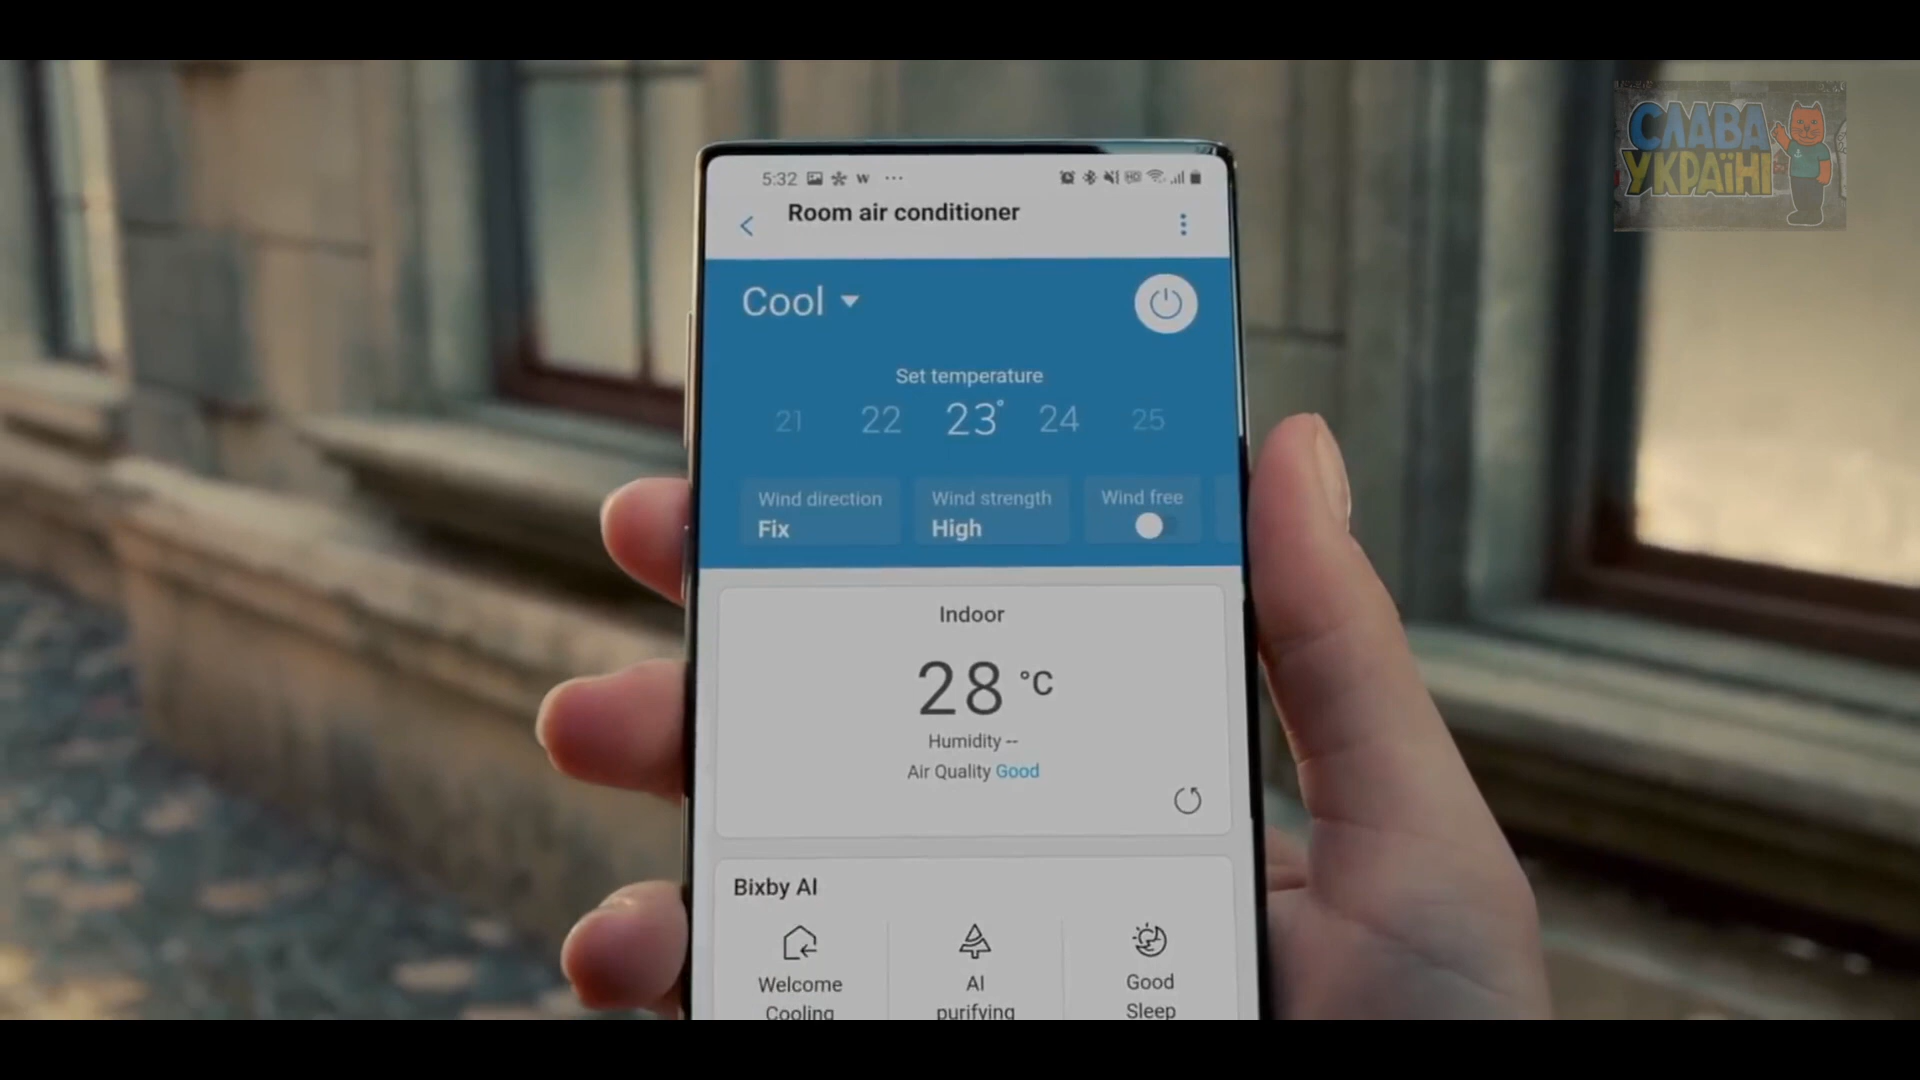 СЛАВА
УКРАЇНІ
5:32
Room air conditioner
Cool
Set temperature
21 22 23° 24 25
Wind direction Wind strength Wind free
Fix High
Indoor
28 °C
Humidity --
Air Quality Good
Bixby AI
Welcome AI Good
Cooling purifying Sleep